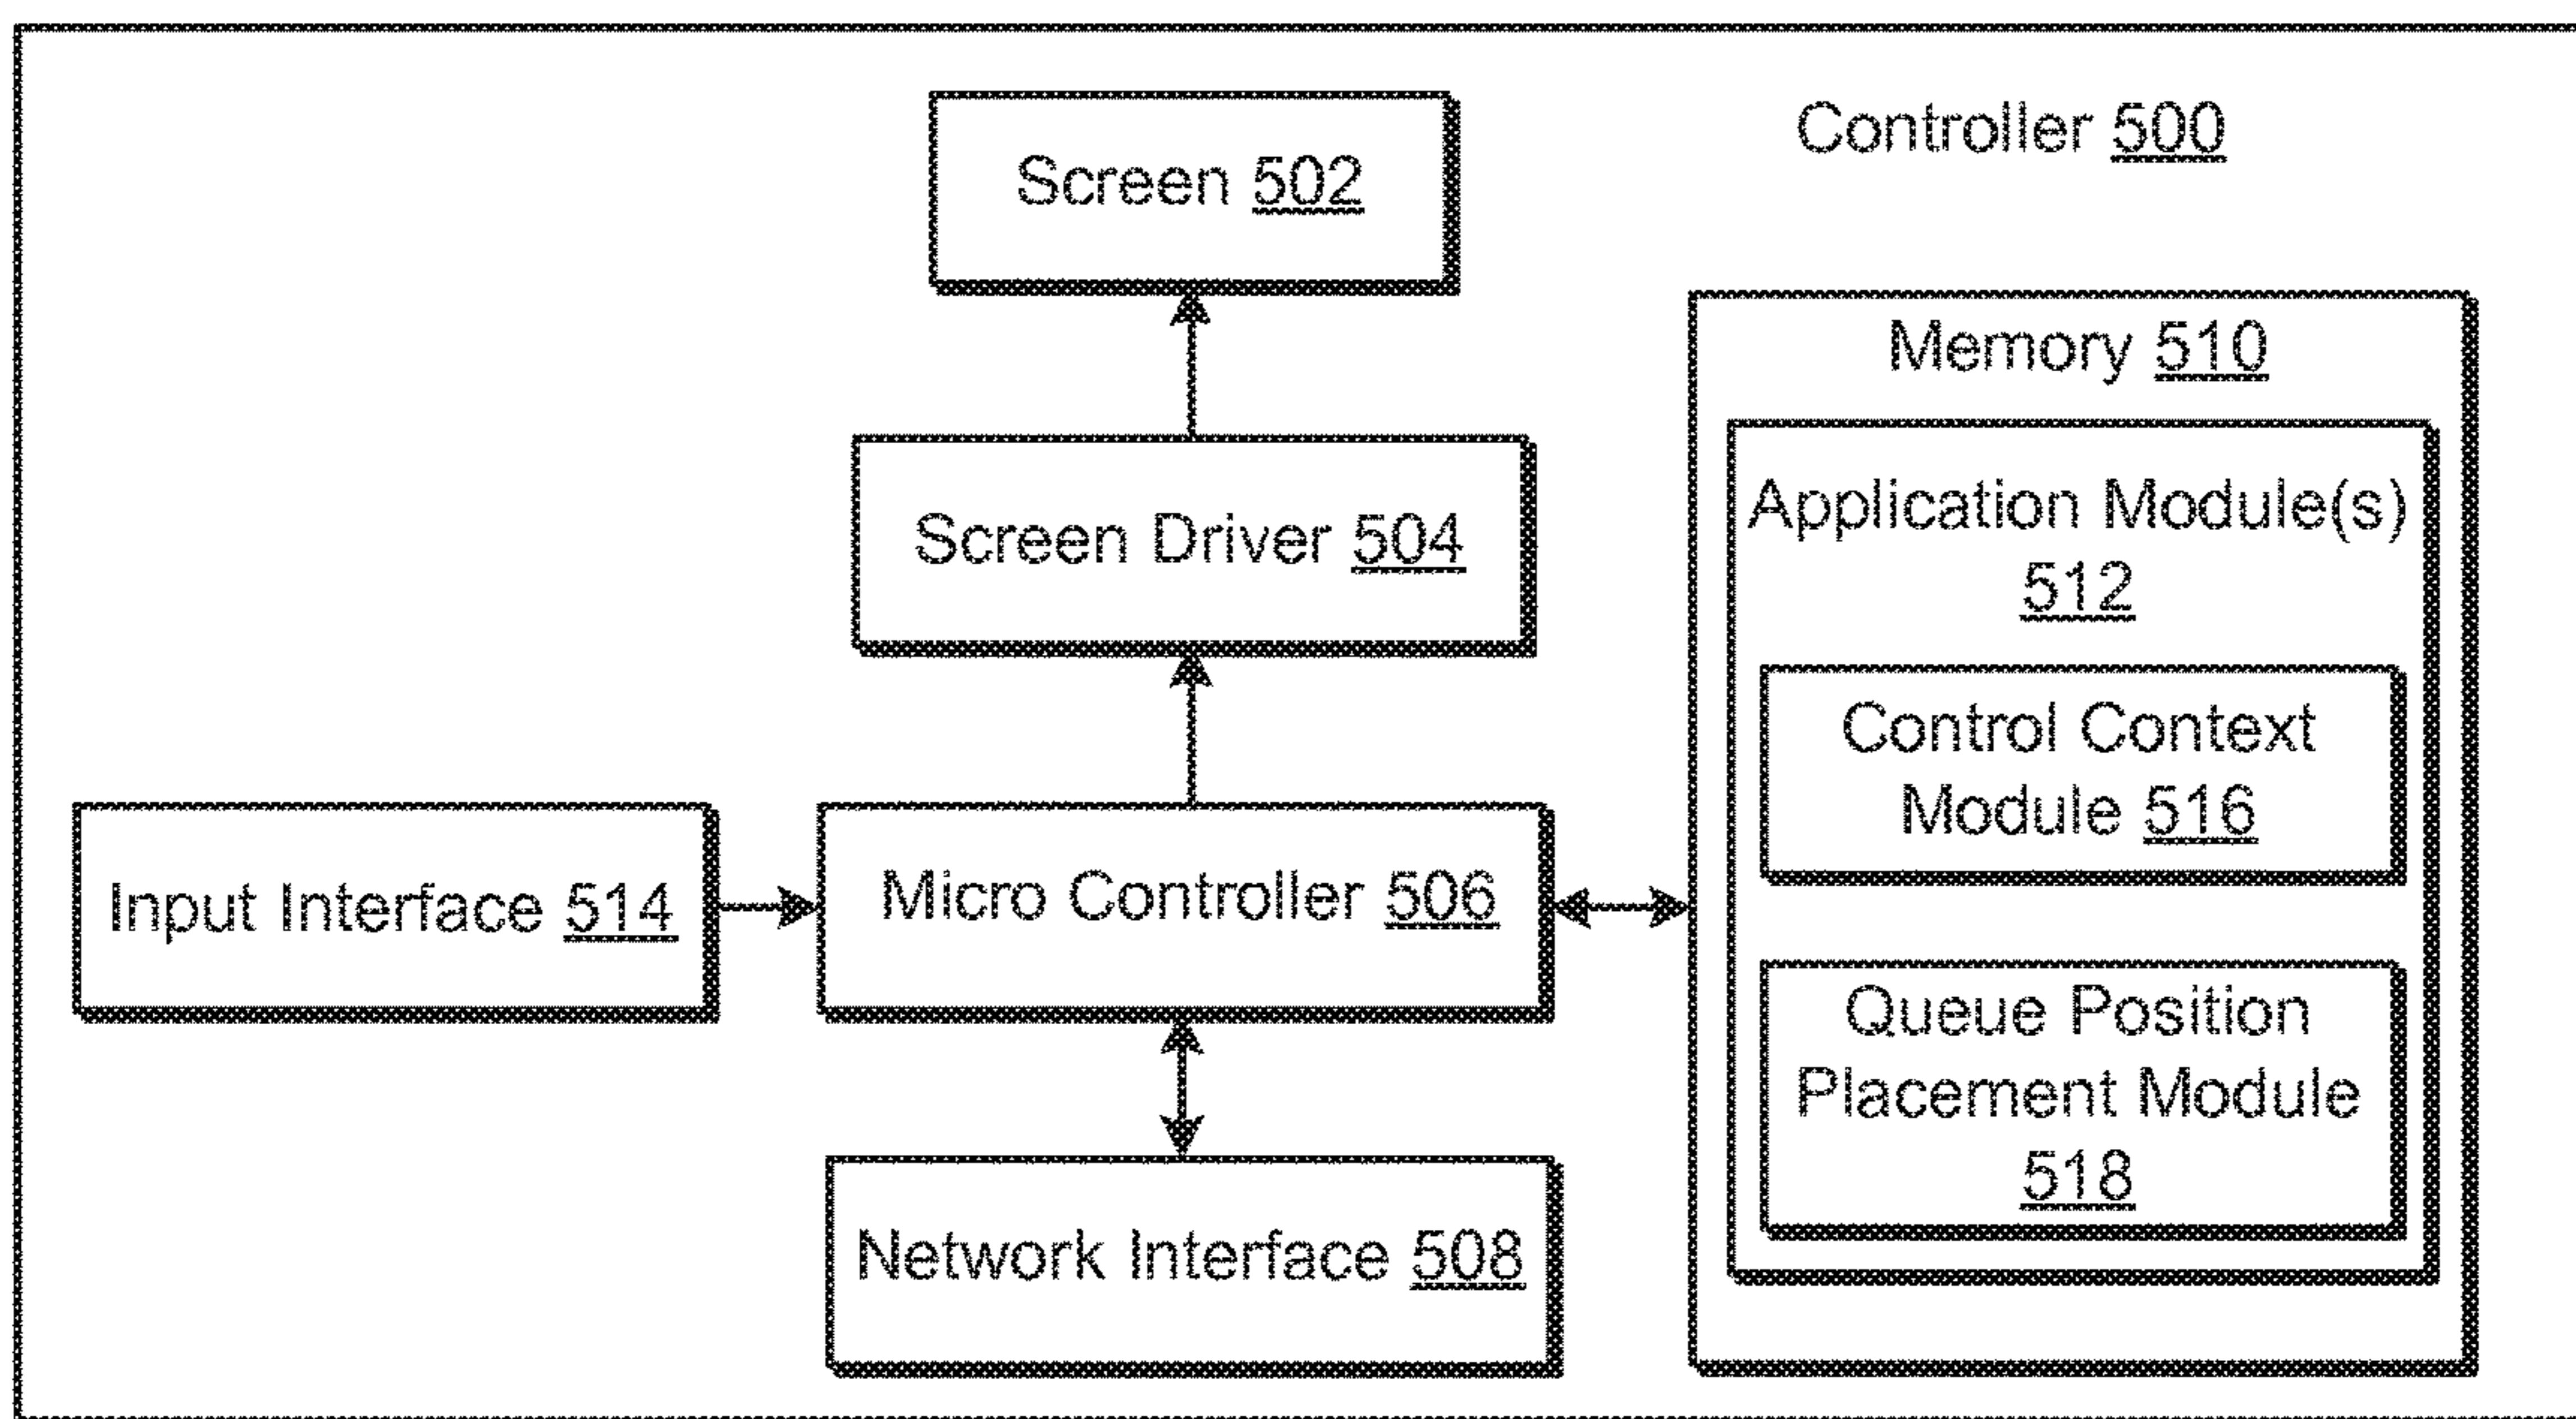 Controller 500
Screen 502
Screen Driver 504
Input Interface 514
Micro Controller 506
Network Interface 508
Memory 510
Application Module(s)
512
Control Context
Module 516
Queue Position
Placement Module
518